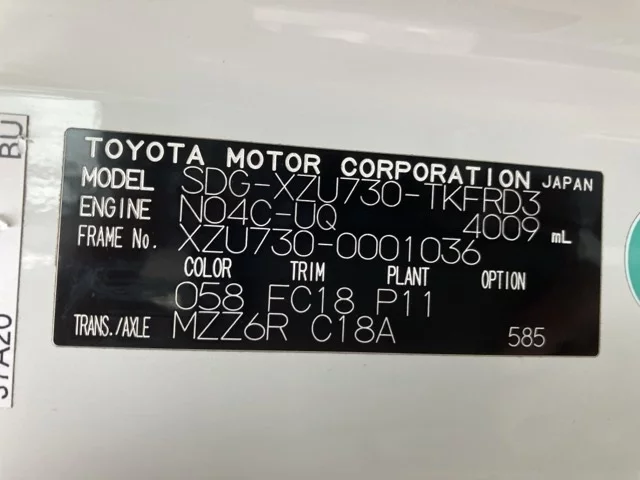 TOYOTA MOTOR CORPORATION JAPAN
MODEL SDG-XZU730-TKFRD3
ENGINE N04C-UQ 4009 mL
FRAME No. XZU730-0001036
COLOR TRIM PLANT OPTION
058 FC18 P11
TRANS./AXLE MZZ6R C18A 585
BU